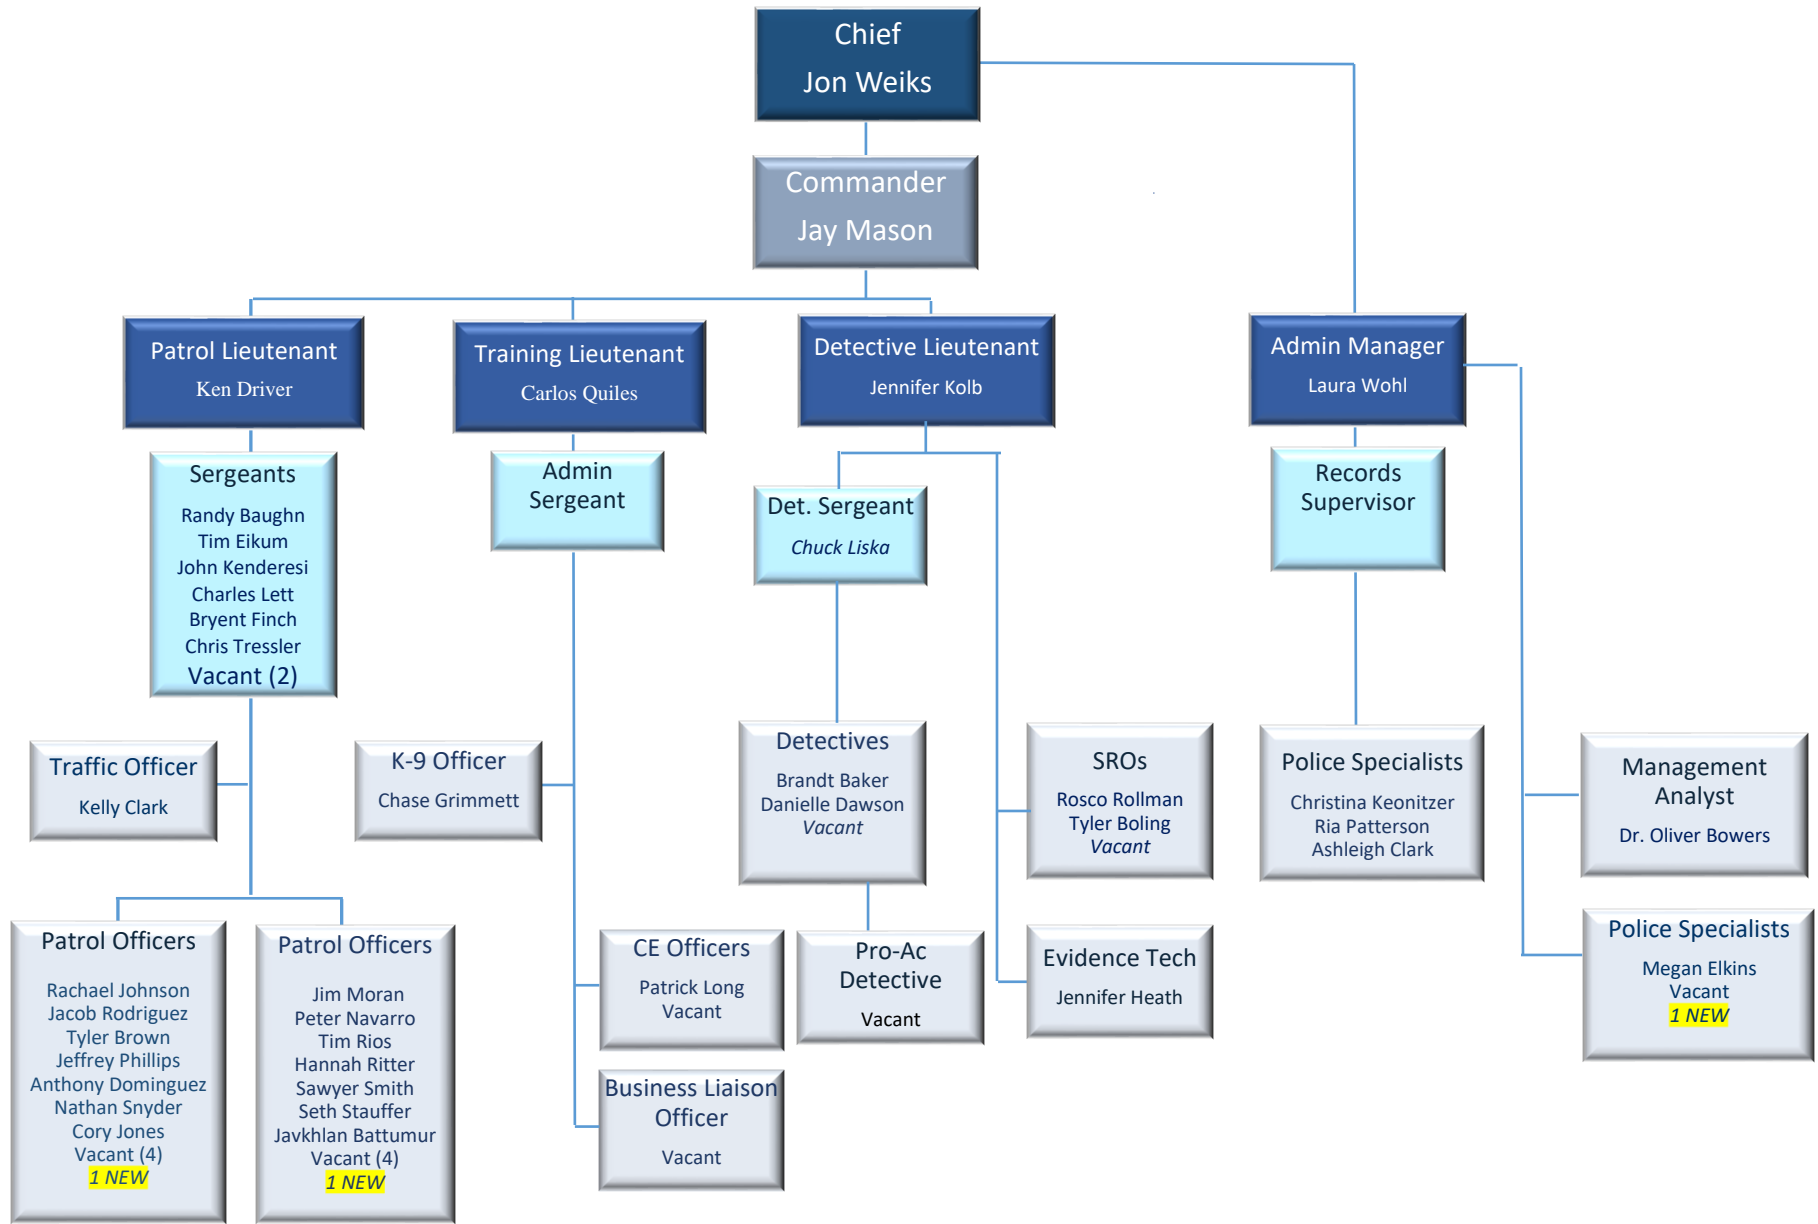 Chief
Jon Weiks
Commander
Jay Mason
Patrol Lieutenant
Ken Driver
Training Lieutenant
Carlos Quiles
Detective Lieutenant
Jennifer Kolb
Admin Manager
Laura Wohl
Sergeants
Randy Baughn
Tim Eikum
John Kenderesi
Charles Lett
Bryent Finch
Chris Tressler
Vacant (2)
Admin
Sergeant
Det. Sergeant
Chuck Liska
Records
Supervisor
Traffic Officer
Kelly Clark
K-9 Officer
Chase Grimmett
Detectives
Brandt Baker
Danielle Dawson
Vacant
SROs
Rosco Rollman
Tyler Boling
Vacant
Police Specialists
Christina Keonitzer
Ria Patterson
Ashleigh Clark
Management
Analyst
Dr. Oliver Bowers
Patrol Officers
Rachael Johnson
Jacob Rodriguez
Tyler Brown
Jeffrey Phillips
Anthony Dominguez
Nathan Snyder
Cory Jones
Vacant (4)
1 NEW
Patrol Officers
Jim Moran
Peter Navarro
Tim Rios
Hannah Ritter
Sawyer Smith
Seth Stauffer
Javkhlan Battumur
Vacant (4)
1 NEW
CE Officers
Patrick Long
Vacant
Pro-Ac
Detective
Vacant
Evidence Tech
Jennifer Heath
Police Specialists
Megan Elkins
Vacant
1 NEW
Business Liaison
Officer
Vacant